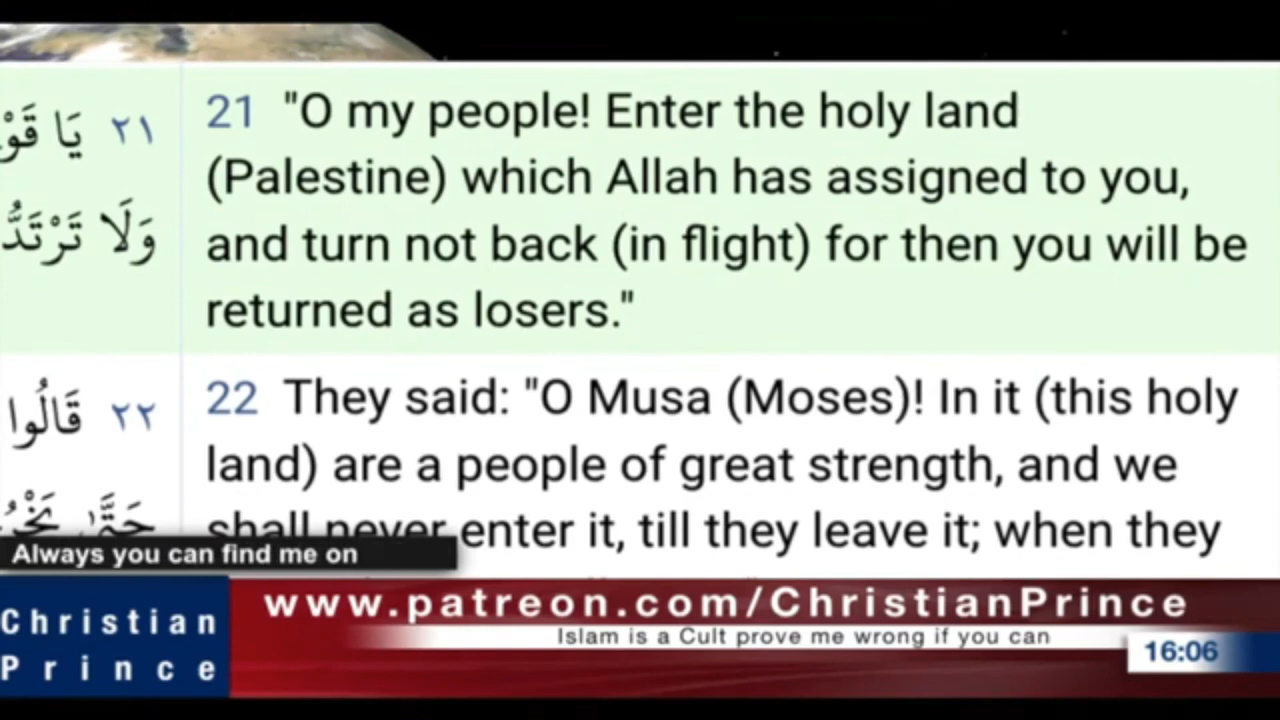 ٢١ يَا
21 "O my people! Enter the holy land
(Palestine) which Allah has assigned to you,
وَلَا
and turn not back (in flight) for then you will be
returned as losers."
٢٢ قَالُوا
22 They said: "O Musa (Moses)! In it (this holy
land) are a people of great strength, and we
shall never enter it, till they leave it; when they
Always you can find me on
Christian
Prince
www.patreon.com/ChristianPrince
Islam is a Cult prove me wrong if you can
16:06